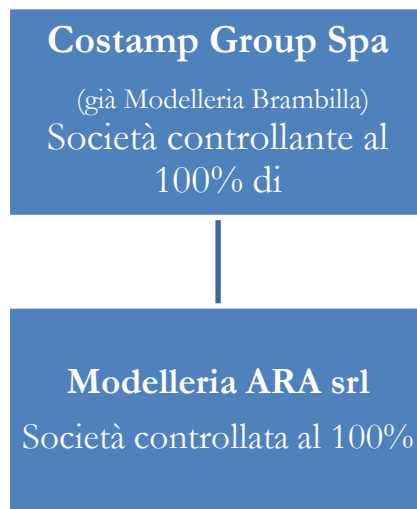 Costamp Group Spa
(già Modelleria Brambilla)
Società controllante al
100% di
Modelleria ARA srl
Società controllata al 100%